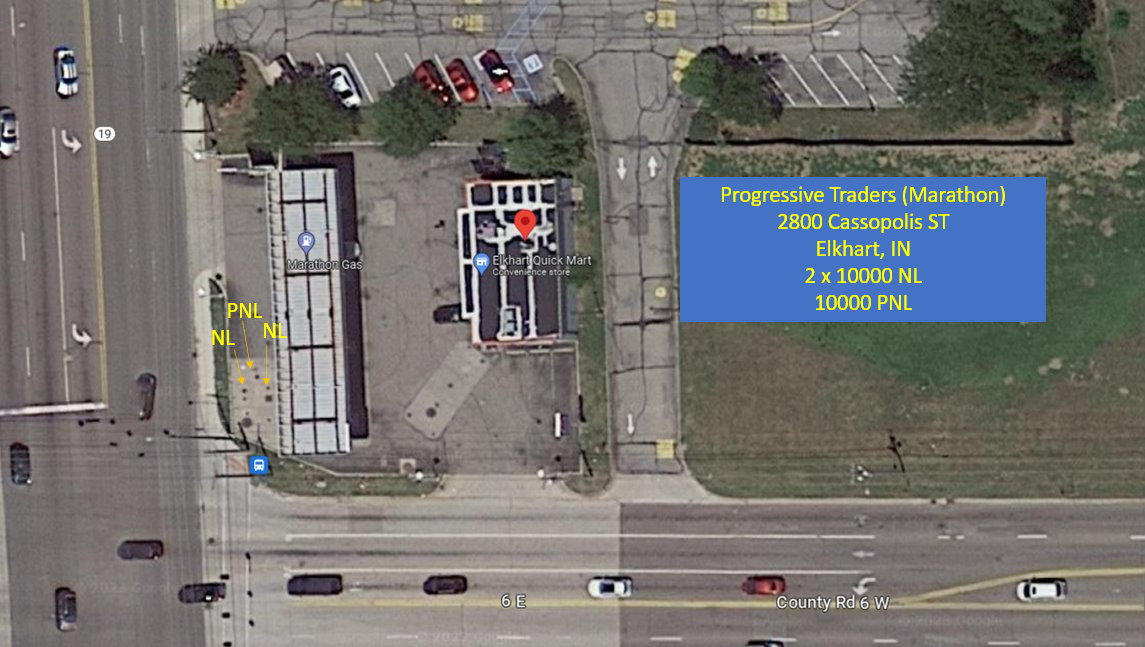 19
Progressive Traders (Marathon)
2800 Cassopolis ST
Elkhart, IN
2 x 10000 NL
10000 PNL
Marathon Gas
Elkhart Quick Mart
Convenience store
PNL
NL
NL
6 E
County Rd 6 W